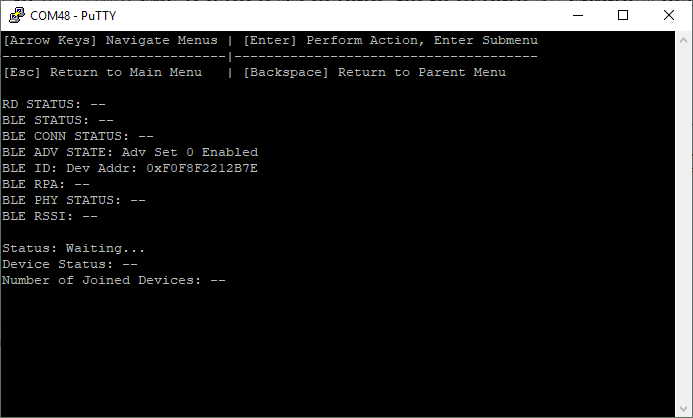 COM48 - PuTTY
[Arrow Keys] Navigate Menus | [Enter] Perform Action, Enter Submenu
----------------------------|--------------------------------------
[Esc] Return to Main Menu   | [Backspace] Return to Parent Menu
RD STATUS: --
BLE STATUS: --
BLE CONN STATUS: --
BLE ADV STATE: Adv Set 0 Enabled
BLE ID: Dev Addr: 0xF0F8F2212B7E
BLE RPA: --
BLE PHY STATUS: --
BLE RSSI: --
Status: Waiting...
Device Status: --
Number of Joined Devices: --